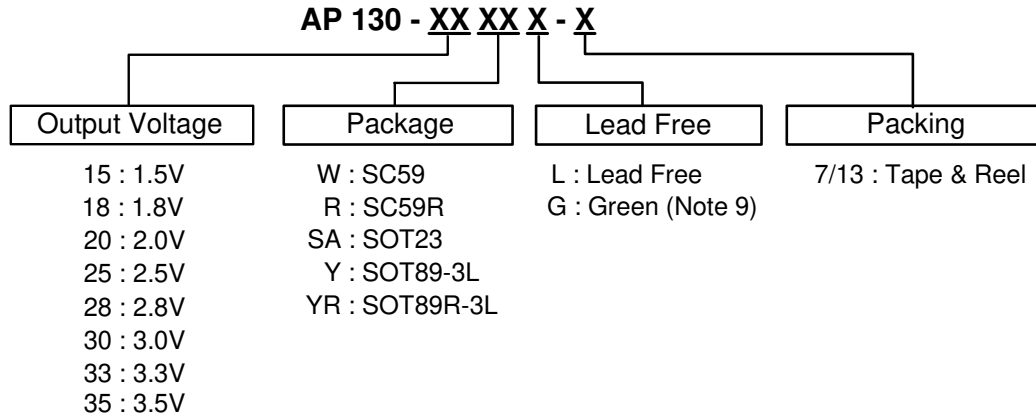 AP 130 - XX XX X - X
Output Voltage
15 : 1.5V
18 : 1.8V
20 : 2.0V
25 : 2.5V
28 : 2.8V
30 : 3.0V
33 : 3.3V
35 : 3.5V
Package
W : SC59
R : SC59R
SA : SOT23
Y : SOT89-3L
YR : SOT89R-3L
Lead Free
L : Lead Free
G : Green (Note 9)
Packing
7/13 : Tape & Reel